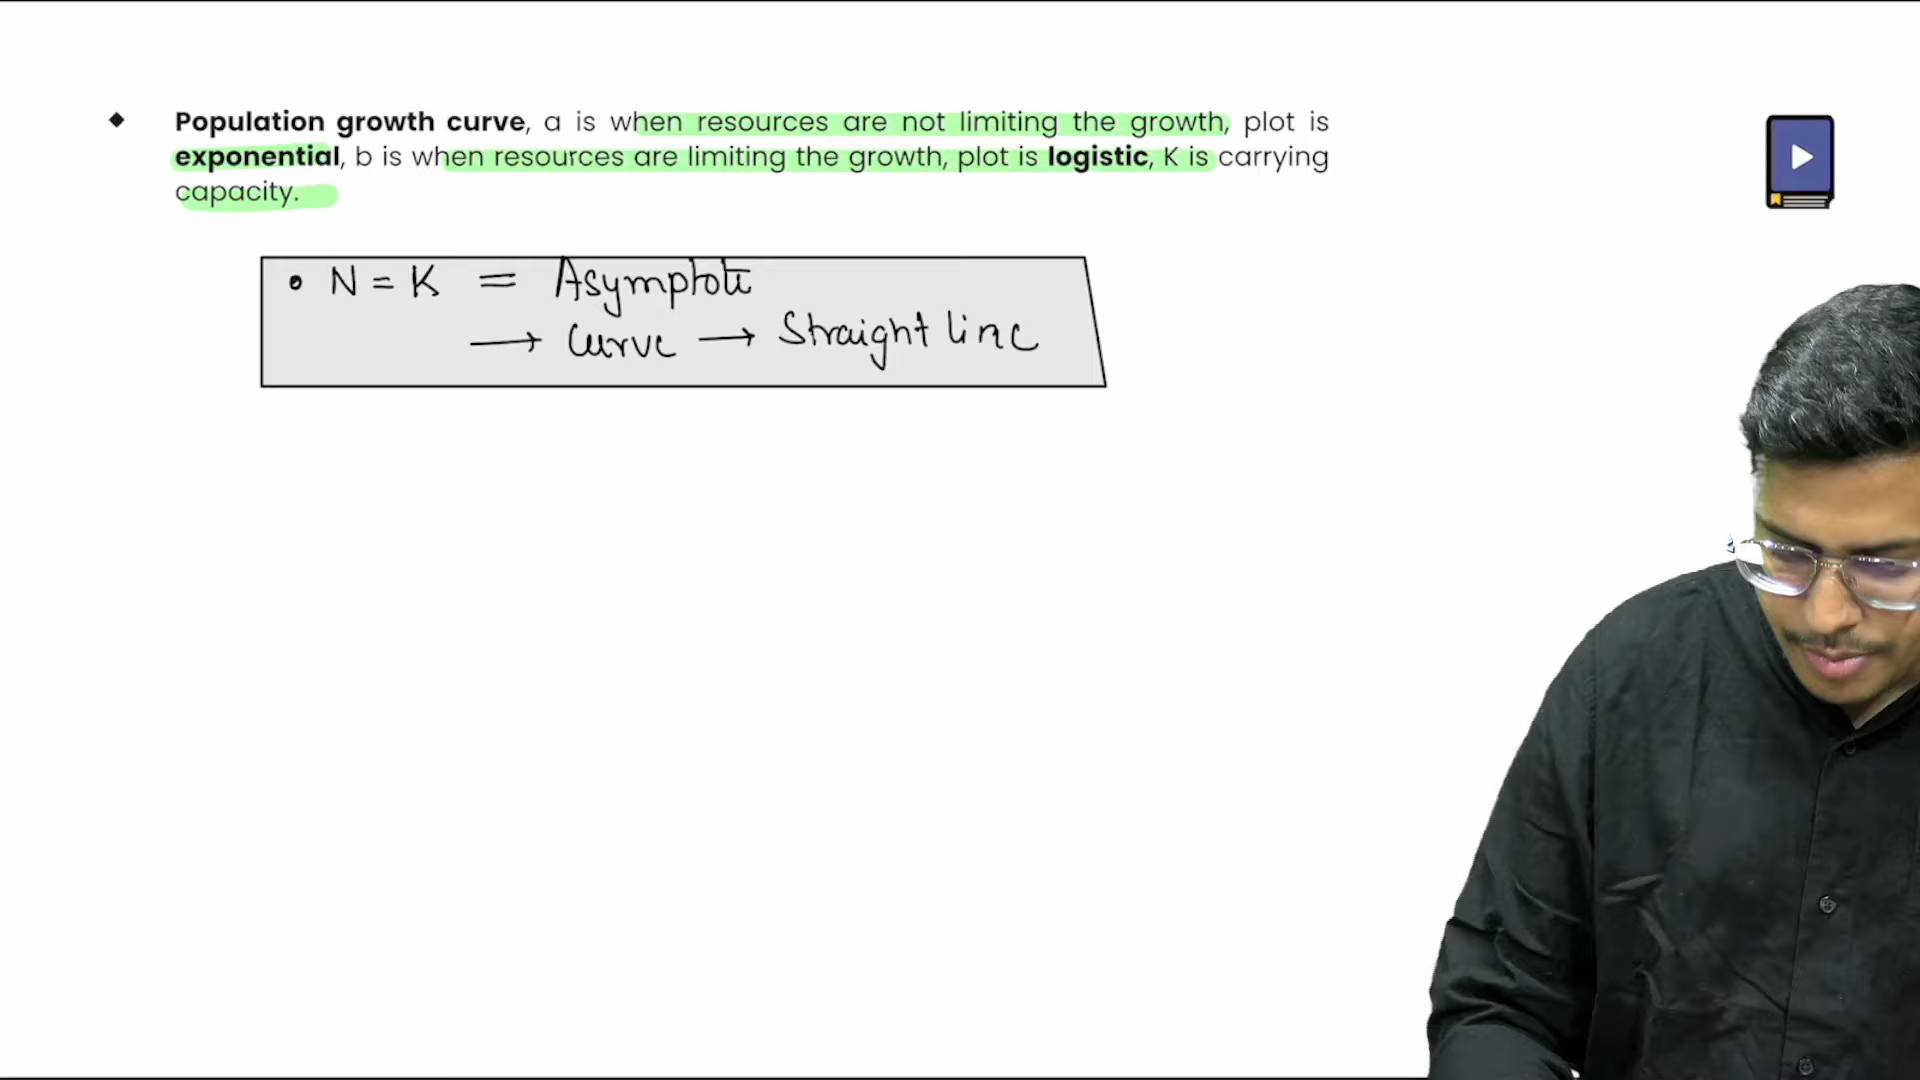 Population growth curve, a is when resources are not limiting the growth, plot is
exponential, b is when resources are limiting the growth, plot is logistic, K is carrying
capacity.
• N = K = Asymptote
→ Curve → Straight line